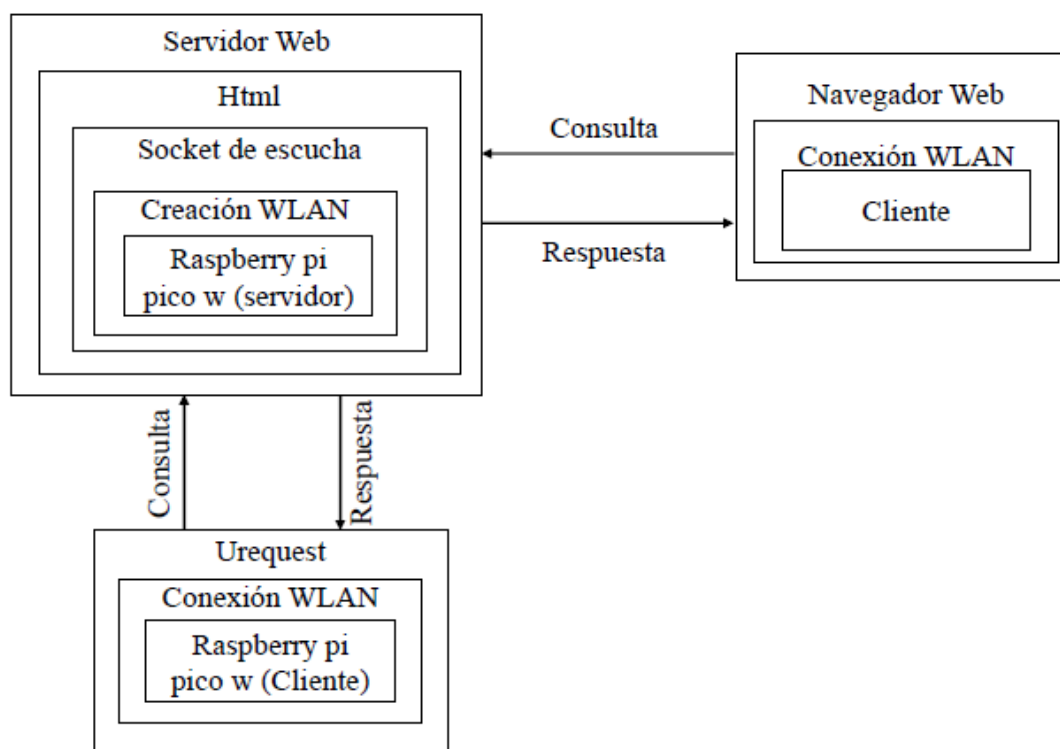 Servidor Web
Html
Socket de escucha
Creación WLAN
Raspberry pi
pico w (servidor)
Consulta
Respuesta
Navegador Web
Conexión WLAN
Cliente
Consulta
Respuesta
Urequest
Conexión WLAN
Raspberry pi
pico w (Cliente)